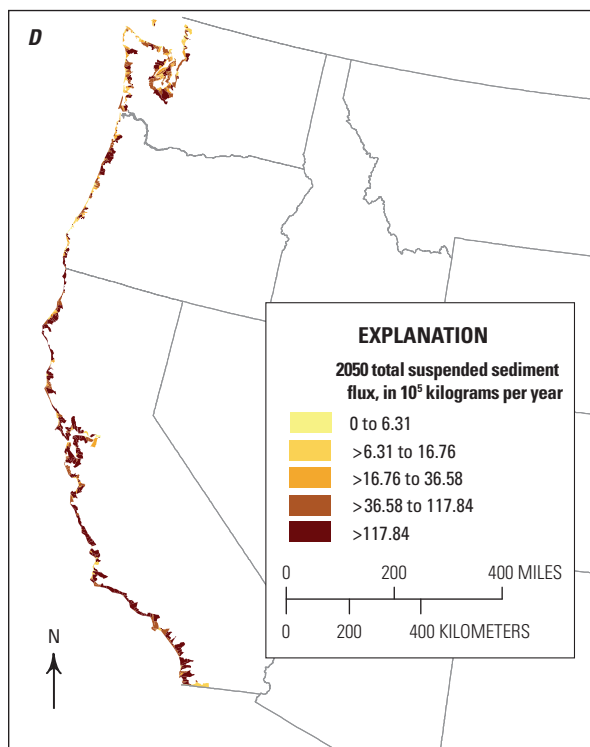 D
EXPLANATION
2050 total suspended sediment
flux, in 10⁵ kilograms per year
0 to 6.31
>6.31 to 16.76
>16.76 to 36.58
>36.58 to 117.84
>117.84
0 200 400 MILES
0 200 400 KILOMETERS
N